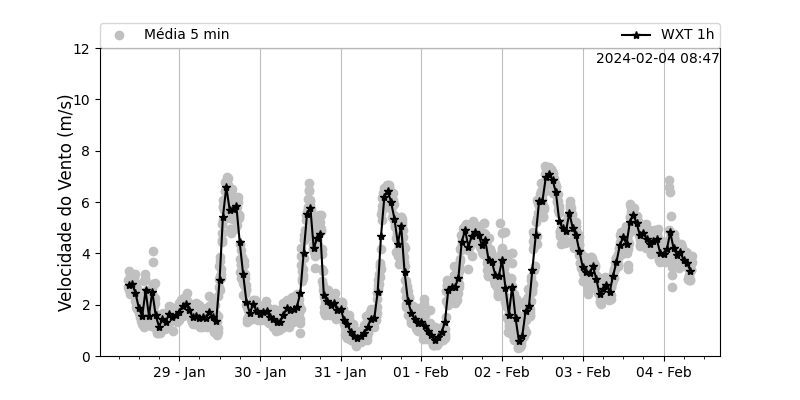 Média 5 min WXT 1h
2024-02-04 08:47
Velocidade do Vento (m/s)
12
10
8
6
4
2
0
29 - Jan 30 - Jan 31 - Jan 01 - Feb 02 - Feb 03 - Feb 04 - Feb